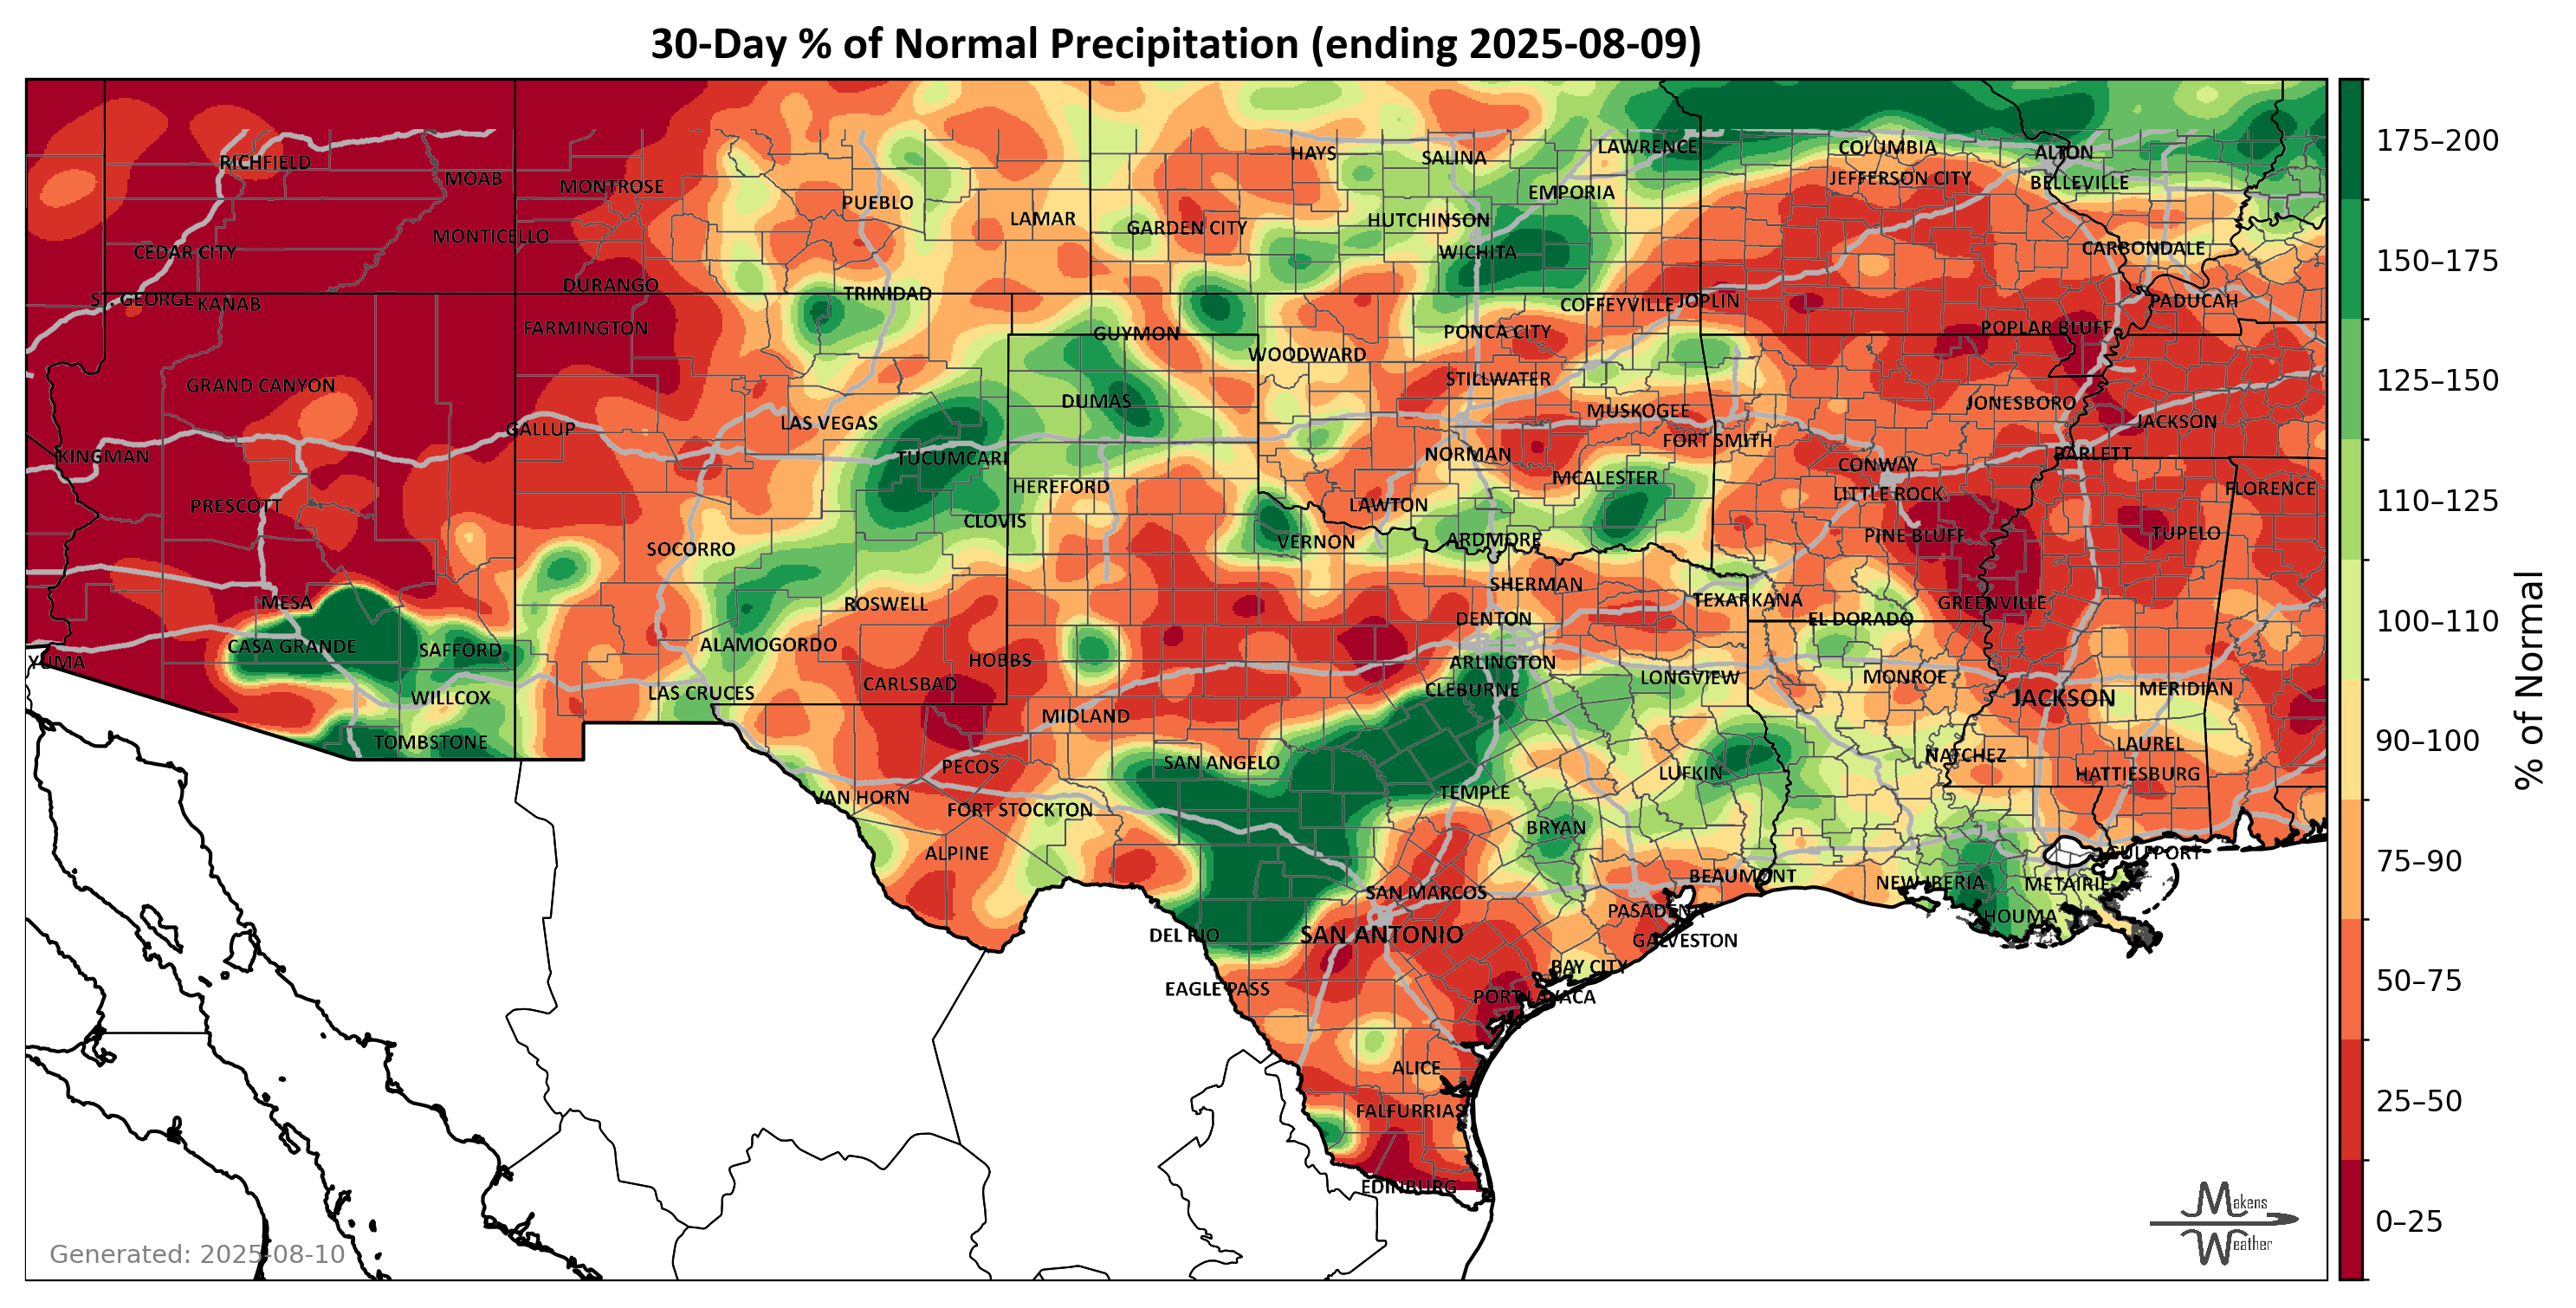 30-Day % of Normal Precipitation (ending 2025-08-09)
COLUMBIA
LAWRENCE
HAYS
SALINA
ALTON
RICHFIELD
MOAB
MONTROSE
EMPORIA
JEFFERSON CITY
BELLEVILLE
PUEBLO
LAMAR
GARDEN CITY
HUTCHINSON
MONTICELLO
CEDAR CITY
WICHITA
CARBONDALE
DURANGO
TRINIDAD
ST. GEORGE
KANAB
COFFEYVILLE
JOPLIN
PADUCAH
FARMINGTON
GUYMON
PONCA CITY
POPLAR BLUFF
WOODWARD
GRAND CANYON
STILLWATER
DUMAS
JONESBORO
MUSKOGEE
LAS VEGAS
JACKSON
GALLUP
FORT SMITH
KINGMAN
TUCUMCARI
NORMAN
BARLETT
CONWAY
HEREFORD
MCALESTER
LITTLE ROCK
FLORENCE
PRESCOTT
LAWTON
CLOVIS
PINE BLUFF
TUPELO
VERNON
ARDMORE
SOCORRO
SHERMAN
MESA
ROSWELL
TEXARKANA
GREENVILLE
DENTON
EL DORADO
CASA GRANDE
SAFFORD
ALAMOGORDO
YUMA
HOBBS
ARLINGTON
LONGVIEW
MONROE
CARLSBAD
CLEBURNE
MERIDIAN
WILLCOX
LAS CRUCES
JACKSON
MIDLAND
TOMBSTONE
LAUREL
NATCHEZ
PECOS
SAN ANGELO
LUFKIN
HATTIESBURG
VAN HORN
FORT STOCKTON
TEMPLE
BRYAN
ALPINE
GULFPORT
BEAUMONT
NEW IBERIA
METAIRIE
SAN MARCOS
PASADENA
HOUMA
DEL RIO
SAN ANTONIO
GALVESTON
BAY CITY
EAGLE PASS
PORT LAVACA
ALICE
FALFURRIAS
EDINBURG
Generated: 2025-08-10
Makens
Weather
175–200
150–175
125–150
110–125
100–110
90–100
75–90
50–75
25–50
0–25
% of Normal